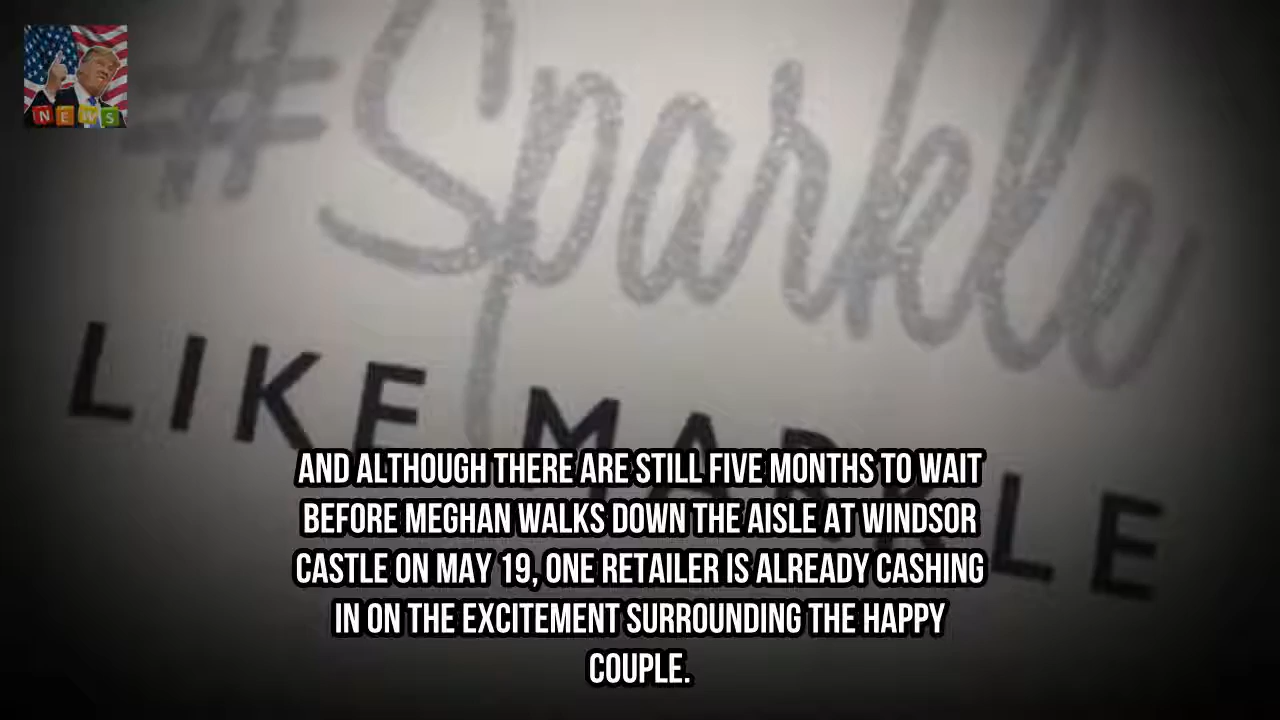 NEWS
#Sparkle
LIKE MARKLE
AND ALTHOUGH THERE ARE STILL FIVE MONTHS TO WAIT
BEFORE MEGHAN WALKS DOWN THE AISLE AT WINDSOR
CASTLE ON MAY 19, ONE RETAILER IS ALREADY CASHING
IN ON THE EXCITEMENT SURROUNDING THE HAPPY
COUPLE.